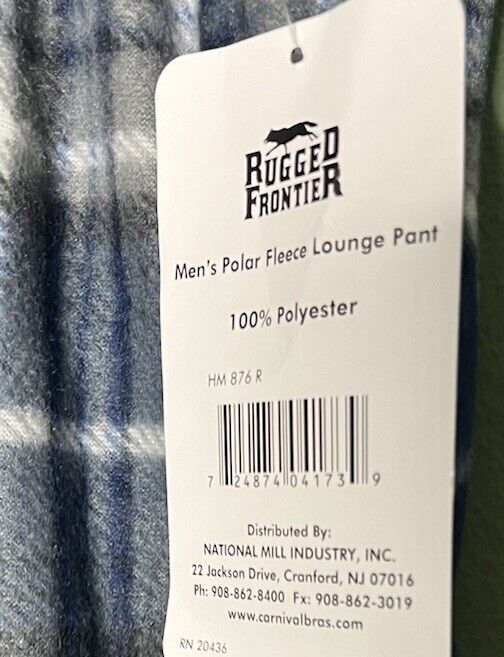 RUGGED
FRONTIER
Men's Polar Fleece Lounge Pant
100% Polyester
HM 876 R
7 24874 04173 9
Distributed By:
NATIONAL MILL INDUSTRY, INC.
22 Jackson Drive, Cranford, NJ 07016
Ph: 908-862-8400 Fx: 908-862-3019
www.carnivalbras.com
RN 20436